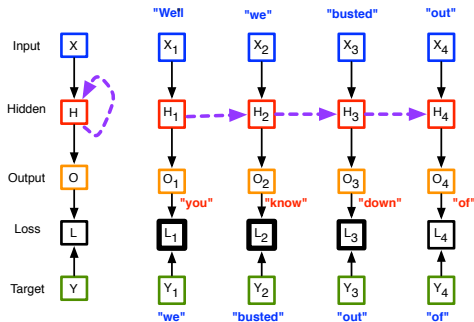 "Well" "we" "busted" "out"
Input X X1 X2 X3 X4
Hidden H H1 H2 H3 H4
Output O O1 O2 O3 O4
"you" "know" "down" "of"
Loss L L1 L2 L3 L4
Target Y Y1 Y2 Y3 Y4
"we" "busted" "out" "of"